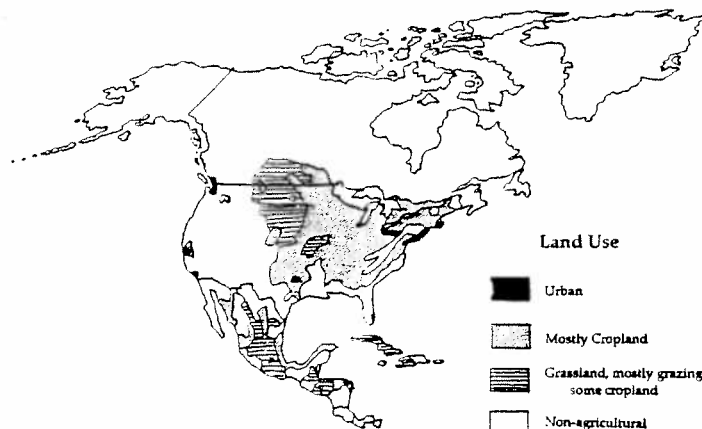 Land Use
Urban
Mostly Cropland
Grassland, mostly grazing
some cropland
Non-agricultural